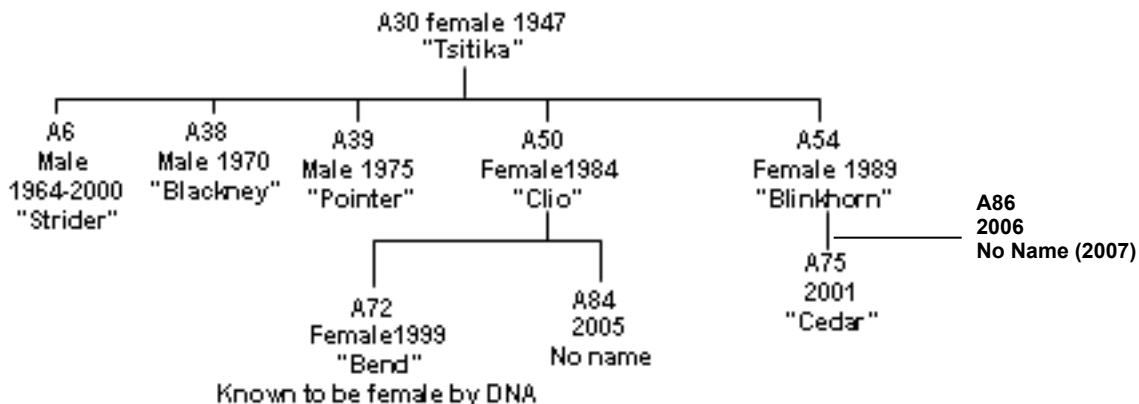 A30 female 1947
"Tsitika"
A6
Male
1964-2000
"Strider"
A38
Male 1970
"Blackney"
A39
Male 1975
"Pointer"
A50
Female1984
"Clio"
A54
Female 1989
"Blinkhorn"
A86
2006
No Name (2007)
A72
Female1999
"Bend"
Known to be female by DNA
A84
2005
No name
A75
2001
"Cedar"